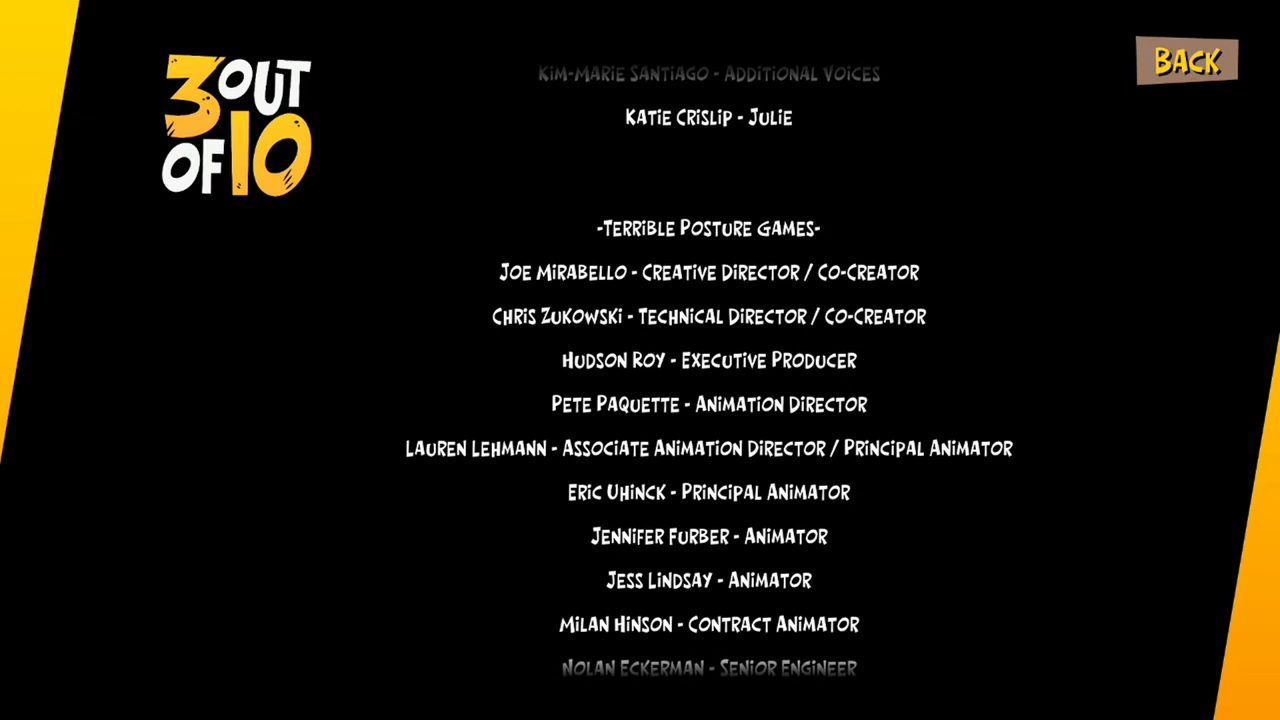 3 OUT
OF 10
BACK
Kim-Marie Santiago - Additional Voices
Katie Crislip - Julie
-Terrible Posture Games-
Joe Mirabello - Creative Director / Co-Creator
Chris Zukowski - Technical Director / Co-Creator
Hudson Roy - Executive Producer
Pete Paquette - Animation Director
Lauren Lehmann - Associate Animation Director / Principal Animator
Eric Uhinck - Principal Animator
Jennifer Furber - Animator
Jess Lindsay - Animator
Milan Hinson - Contract Animator
Nolan Eckerman - Senior Engineer